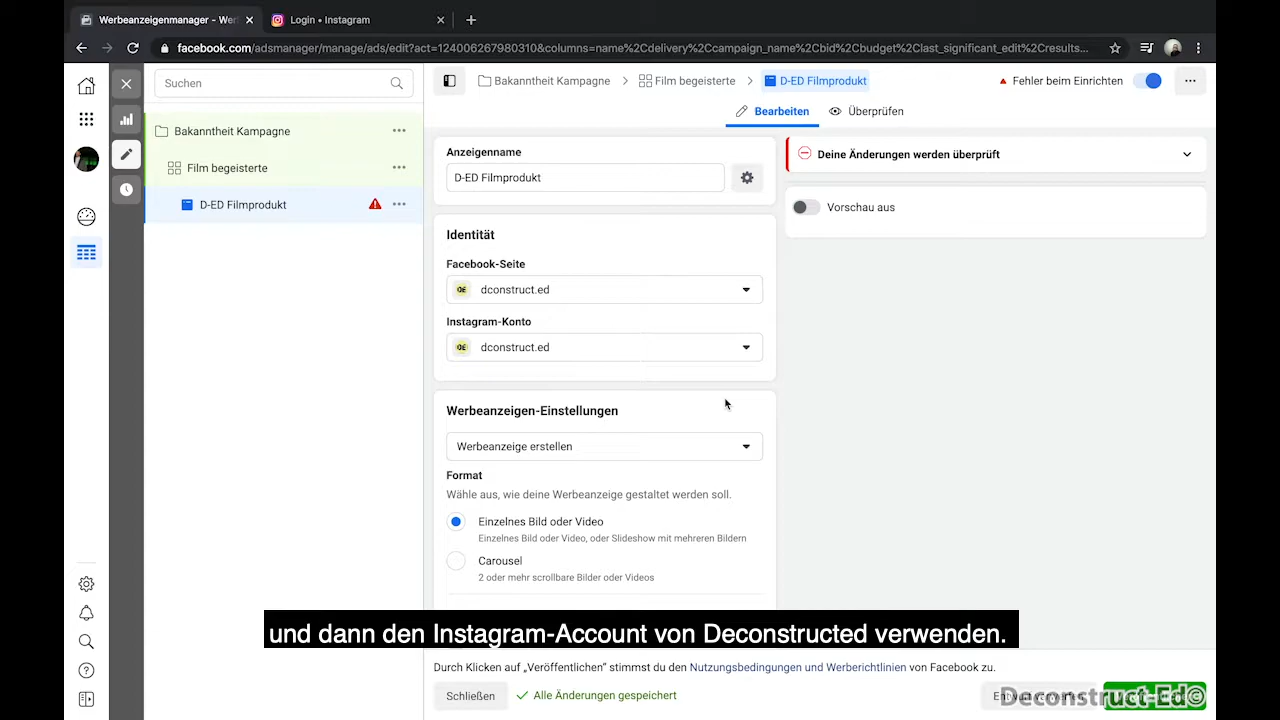 Werbeanzeigenmanager - Wer
Login • Instagram
facebook.com/adsmanager/manage/ads/edit?act=124006267980310&columns=name%2Cdelivery%2Ccampaign_name%2Cbid%2Cbudget%2Clast_significant_edit%2Cresults...
Suchen
Bekanntheit Kampagne
Film begeisterte
D-ED Filmprodukt
Fehler beim Einrichten
Bearbeiten
Überprüfen
Bakanntheit Kampagne
Film begeisterte
D-ED Filmprodukt
Anzeigenname
D-ED Filmprodukt
Identität
Facebook-Seite
dconstruct.ed
Instagram-Konto
dconstruct.ed
Werbeanzeigen-Einstellungen
Werbeanzeige erstellen
Format
Wähle aus, wie deine Werbeanzeige gestaltet werden soll.
Einzelnes Bild oder Video
Einzelnes Bild oder Video, oder Slideshow mit mehreren Bildern
Carousel
2 oder mehr scrollbare Bilder oder Videos
Deine Änderungen werden überprüft
Vorschau aus
und dann den Instagram-Account von Deconstructed verwenden.
Durch Klicken auf „Veröffentlichen“ stimmst du den Nutzungsbedingungen und Werberichtlinien von Facebook zu.
Schließen
Alle Änderungen gespeichert
Deconstruct-Ed©